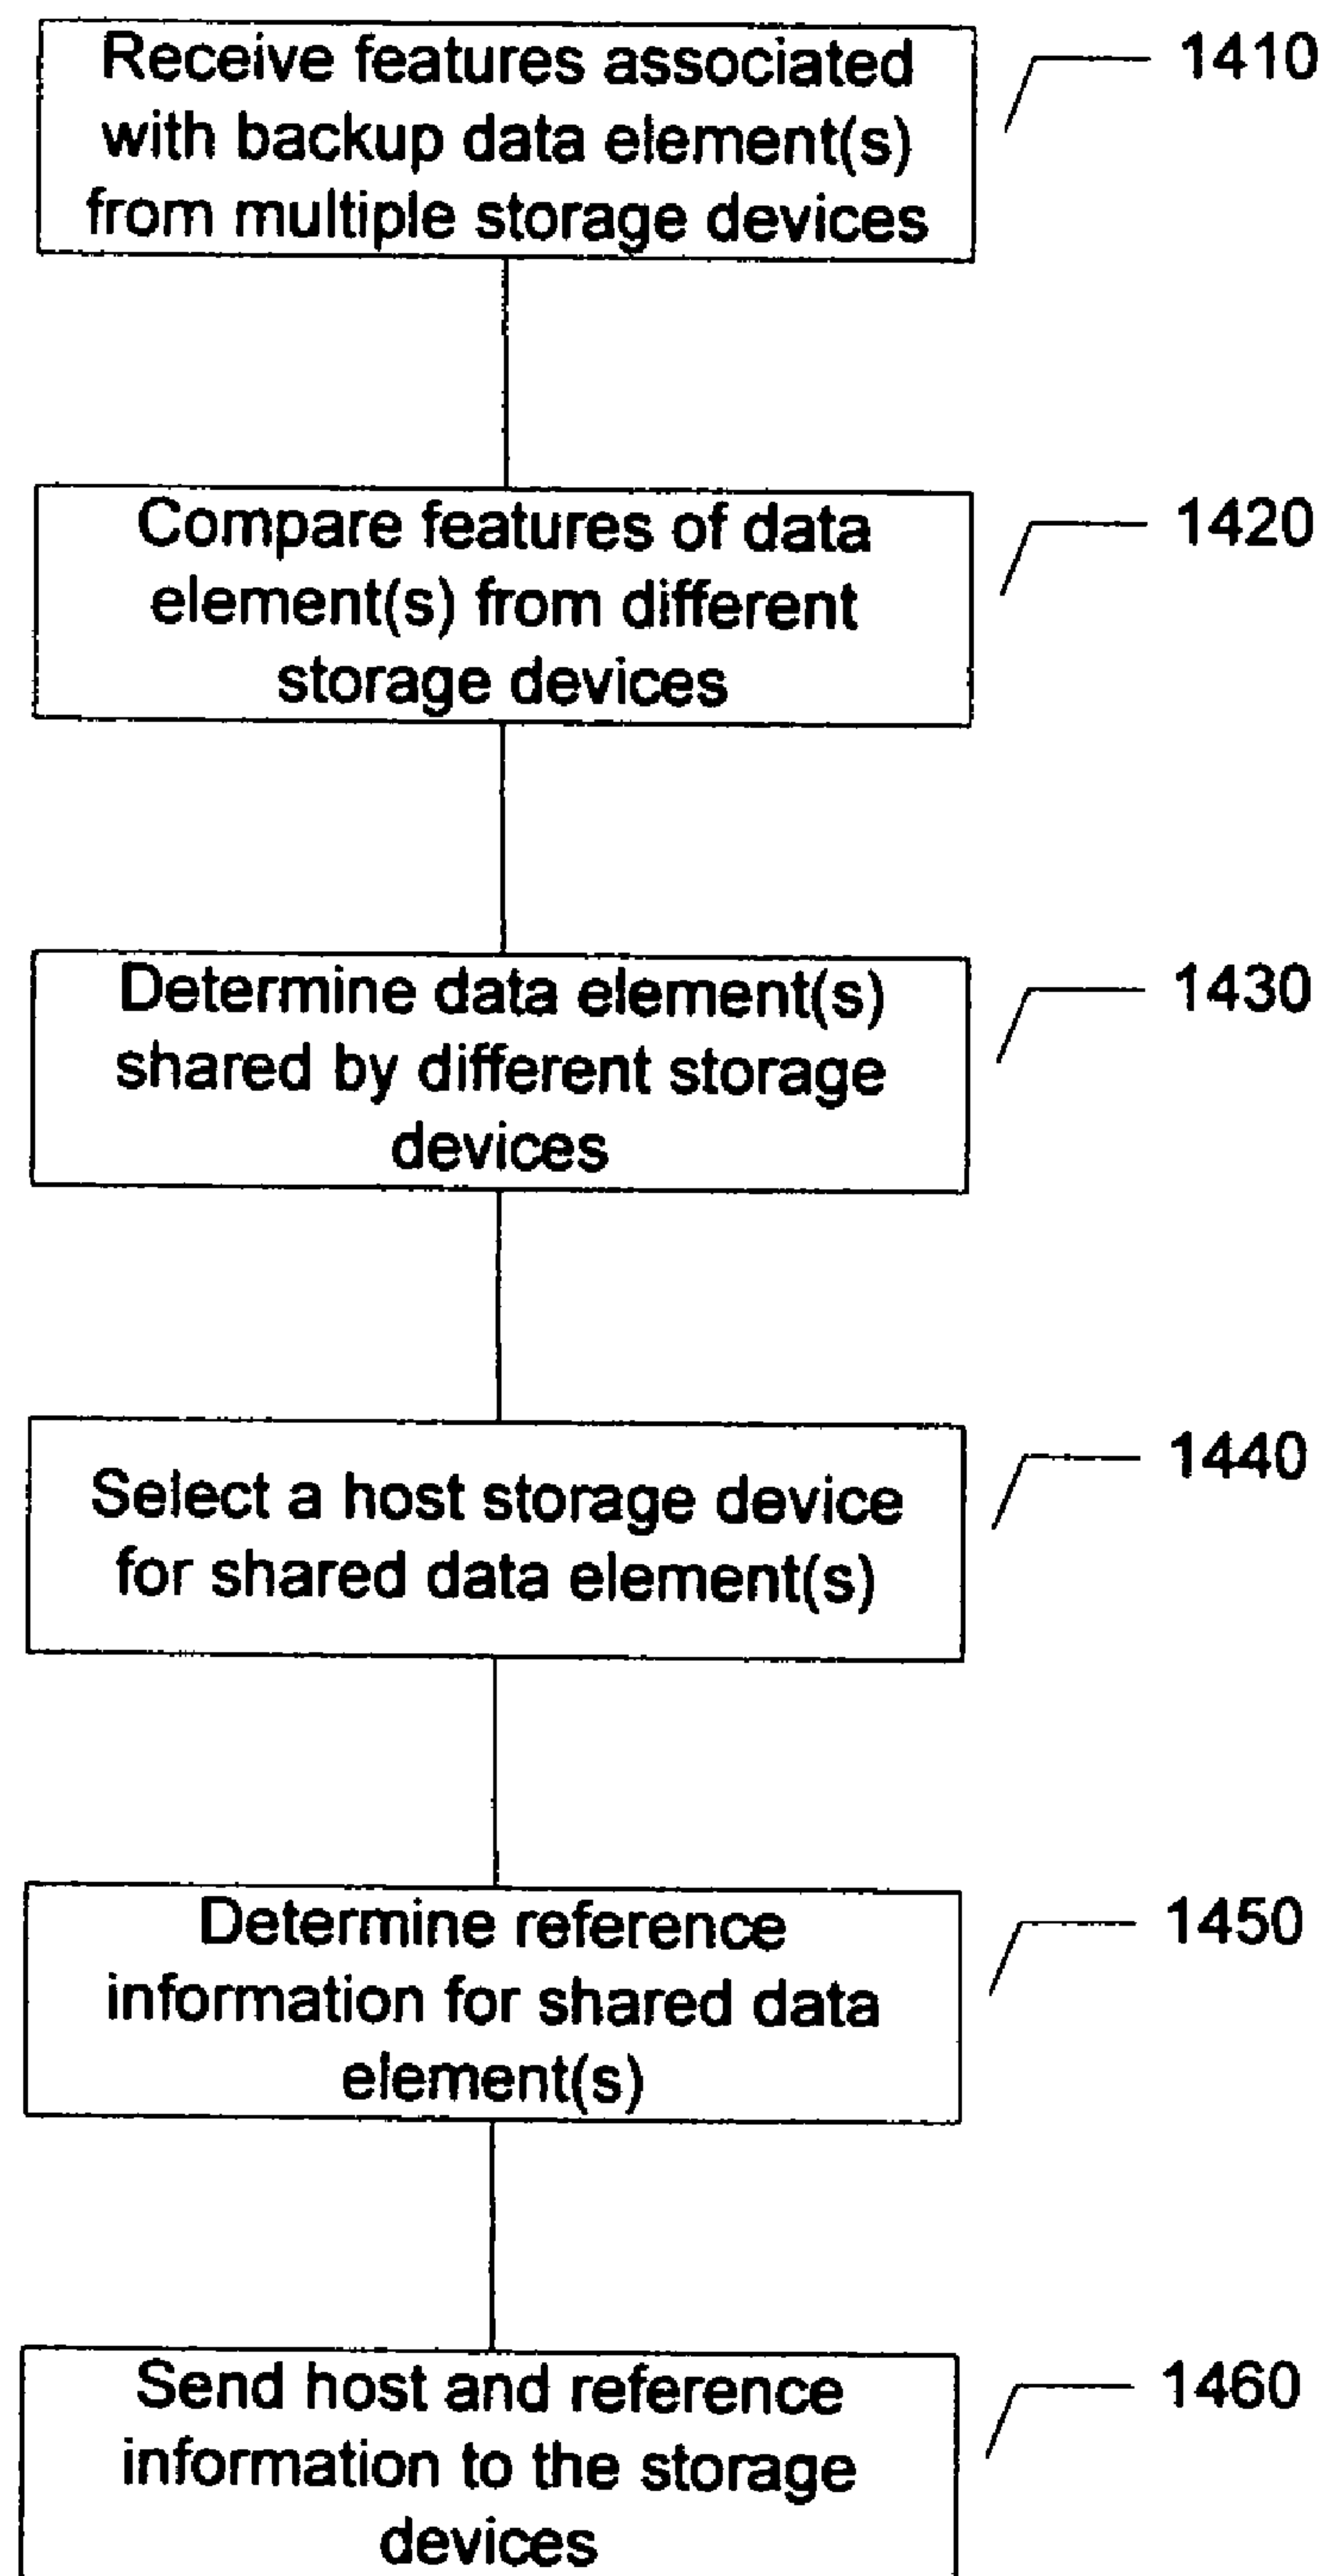 Receive features associated
with backup data element(s)
from multiple storage devices
1410
Compare features of data
element(s) from different
storage devices
1420
Determine data element(s)
shared by different storage
devices
1430
Select a host storage device
for shared data element(s)
1440
Determine reference
information for shared data
element(s)
1450
Send host and reference
information to the storage
devices
1460